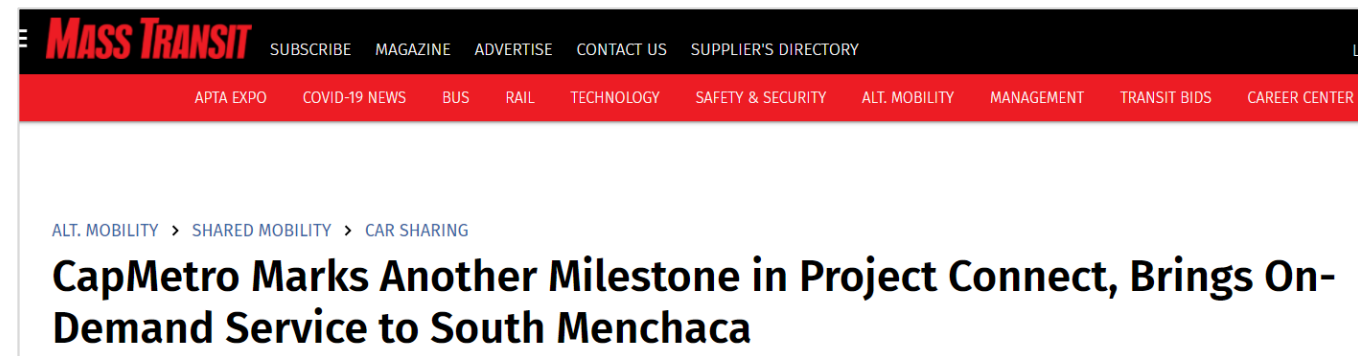 MASS TRANSIT SUBSCRIBE MAGAZINE ADVERTISE CONTACT US SUPPLIER'S DIRECTORY
APTA EXPO COVID-19 NEWS BUS RAIL TECHNOLOGY SAFETY & SECURITY ALT. MOBILITY MANAGEMENT TRANSIT BIDS CAREER CENTER
ALT. MOBILITY > SHARED MOBILITY > CAR SHARING
CapMetro Marks Another Milestone in Project Connect, Brings On-
Demand Service to South Menchaca